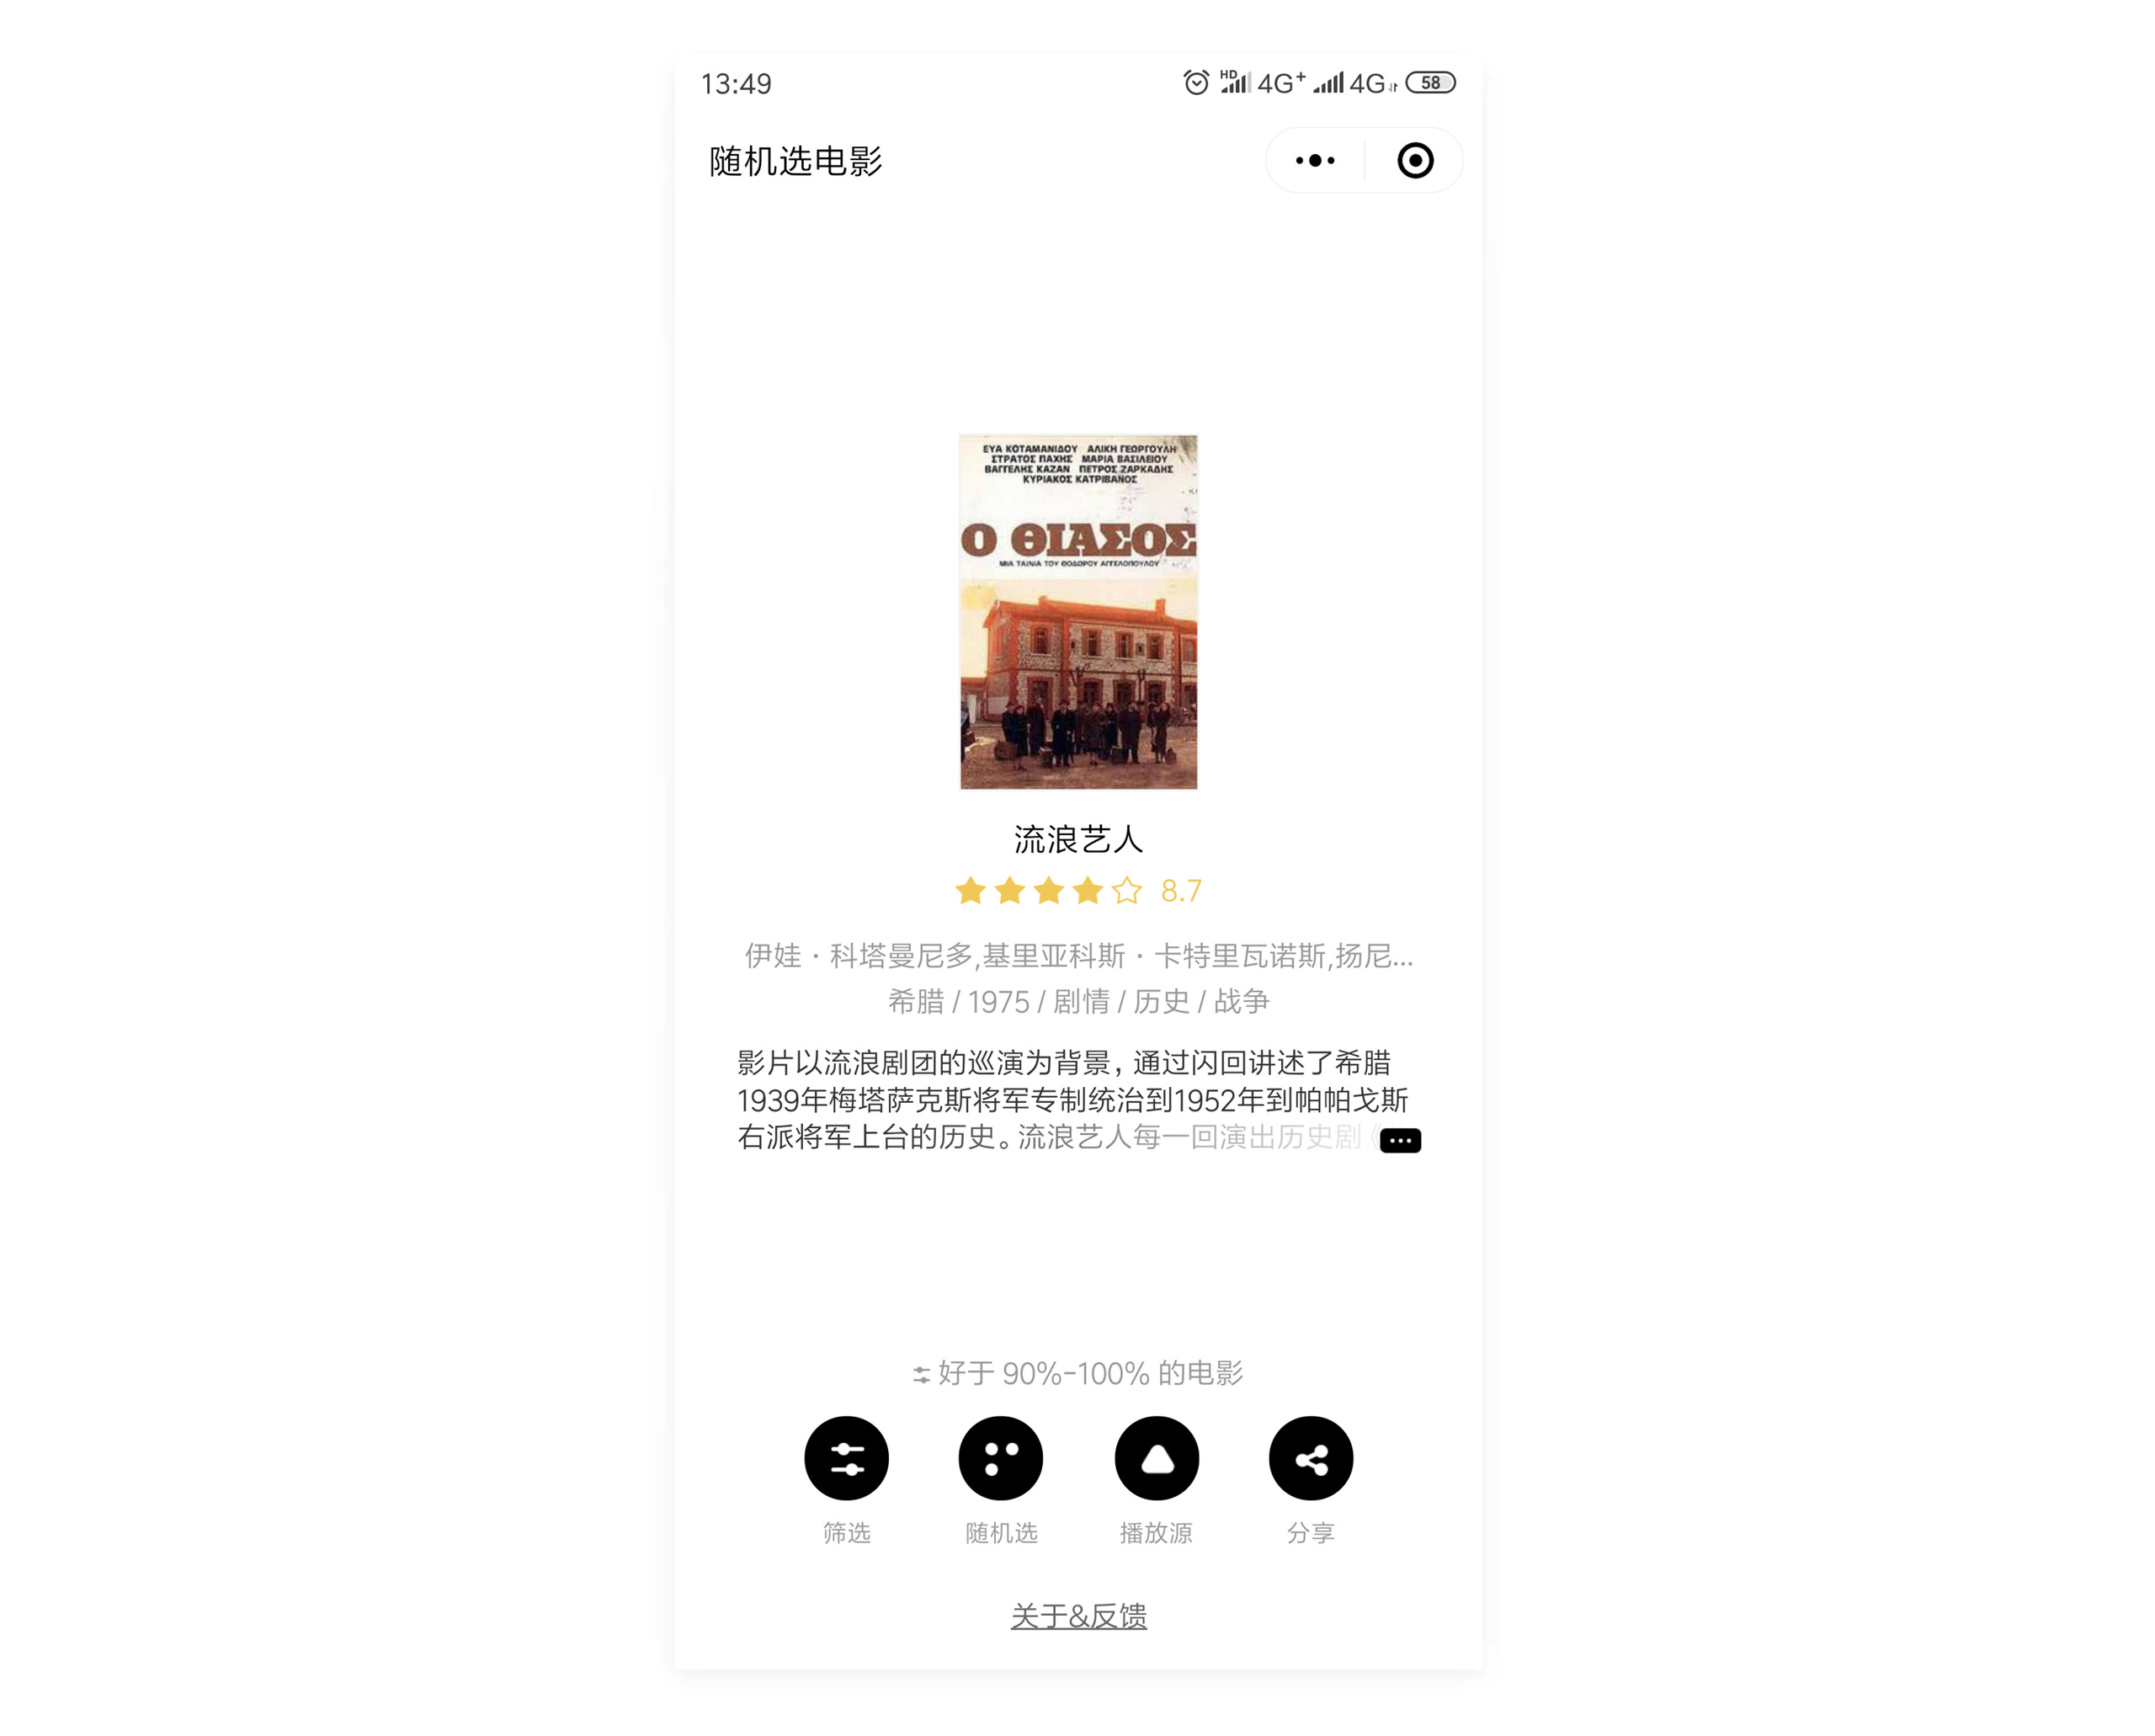 13:49
HD 4G+ 4G 58
随机选电影
ΕΥΑ ΚΟΤΑΜΑΝΙΔΟΥ ΑΛΙΚΗ ΓΕΩΡΓΟΥΛΗ
ΣΤΡΑΤΟΣ ΠΑΧΗΣ ΜΑΡΙΑ ΒΑΣΙΛΕΙΟΥ
ΒΑΓΓΕΛΗΣ ΚΑΖΑΝ ΠΕΤΡΟΣ ΖΑΡΚΑΔΗΣ
ΚΥΡΙΑΚΟΣ ΚΑΤΡΙΒΑΝΟΣ
Ο ΘΙΑΣΟΣ
ΜΙΑ ΤΑΙΝΙΑ ΤΟΥ ΘΟΔΩΡΟΥ ΑΓΓΕΛΟΠΟΥΛΟΥ
流浪艺人
8.7
伊娃·科塔曼尼多,基里亚科斯·卡特里瓦诺斯,扬尼...
希腊 / 1975 / 剧情 / 历史 / 战争
影片以流浪剧团的巡演为背景，通过闪回讲述了希腊
1939年梅塔萨克斯将军专制统治到1952年到帕帕戈斯
右派将军上台的历史。流浪艺人每一回演出历史剧《
好于 90%-100% 的电影
筛选
随机选
播放源
分享
关于&反馈